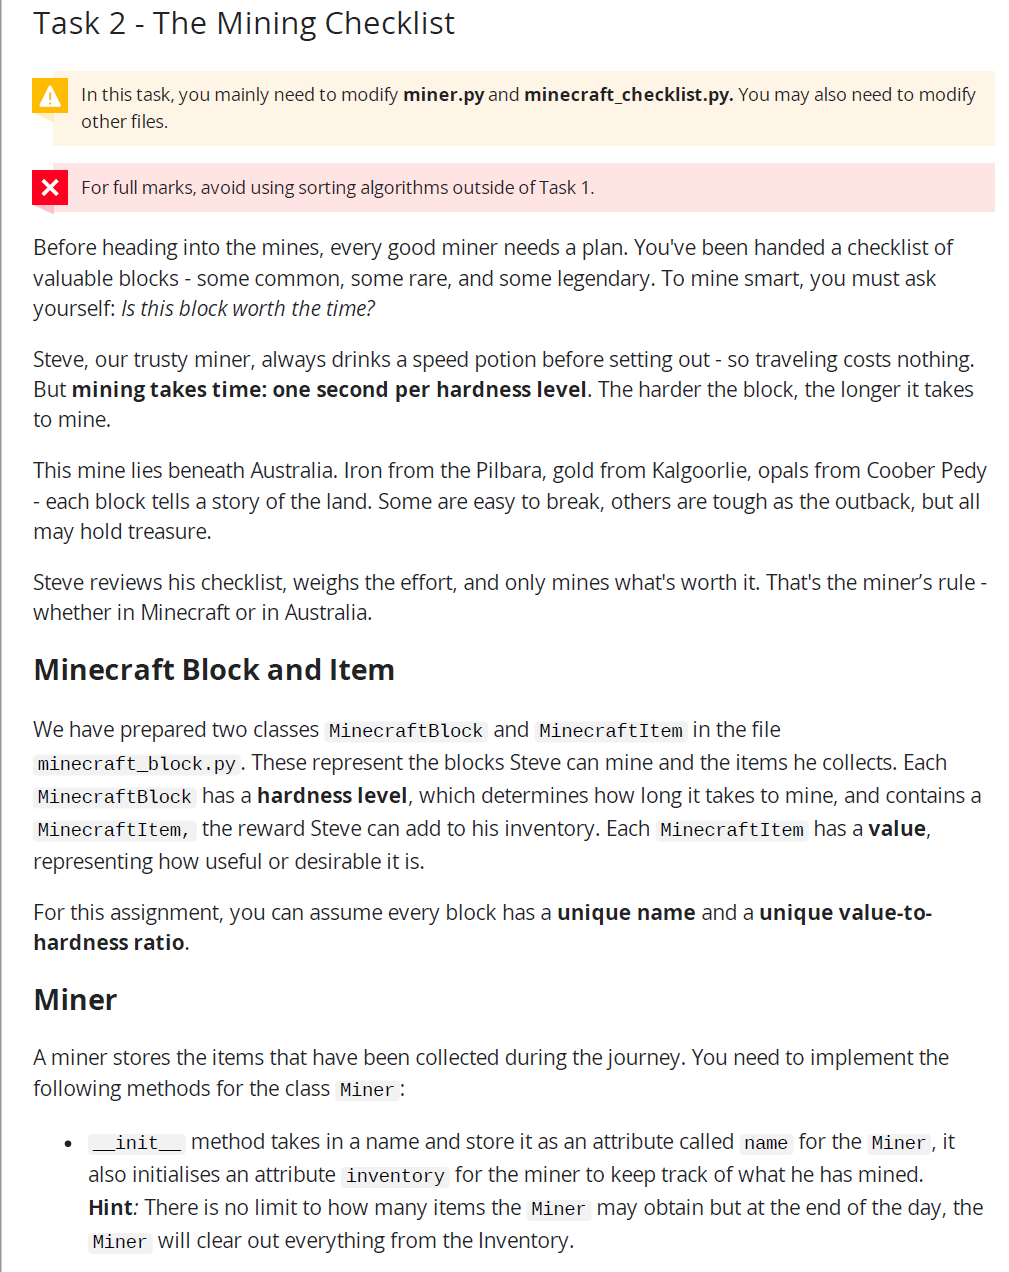 Task 2 - The Mining Checklist
In this task, you mainly need to modify miner.py and minecraft_checklist.py. You may also need to modify
other files.
For full marks, avoid using sorting algorithms outside of Task 1.
Before heading into the mines, every good miner needs a plan. You've been handed a checklist of
valuable blocks - some common, some rare, and some legendary. To mine smart, you must ask
yourself: Is this block worth the time?
Steve, our trusty miner, always drinks a speed potion before setting out - so traveling costs nothing.
But mining takes time: one second per hardness level. The harder the block, the longer it takes
to mine.
This mine lies beneath Australia. Iron from the Pilbara, gold from Kalgoorlie, opals from Coober Pedy
- each block tells a story of the land. Some are easy to break, others are tough as the outback, but all
may hold treasure.
Steve reviews his checklist, weighs the effort, and only mines what's worth it. That's the miner’s rule -
whether in Minecraft or in Australia.
Minecraft Block and Item
We have prepared two classes MinecraftBlock and MinecraftItem in the file
minecraft_block.py. These represent the blocks Steve can mine and the items he collects. Each
MinecraftBlock has a hardness level, which determines how long it takes to mine, and contains a
MinecraftItem, the reward Steve can add to his inventory. Each MinecraftItem has a value,
representing how useful or desirable it is.
For this assignment, you can assume every block has a unique name and a unique value-to-
hardness ratio.
Miner
A miner stores the items that have been collected during the journey. You need to implement the
following methods for the class Miner:
• __init__ method takes in a name and store it as an attribute called name for the Miner, it
also initialises an attribute inventory for the miner to keep track of what he has mined.
Hint: There is no limit to how many items the Miner may obtain but at the end of the day, the
Miner will clear out everything from the Inventory.